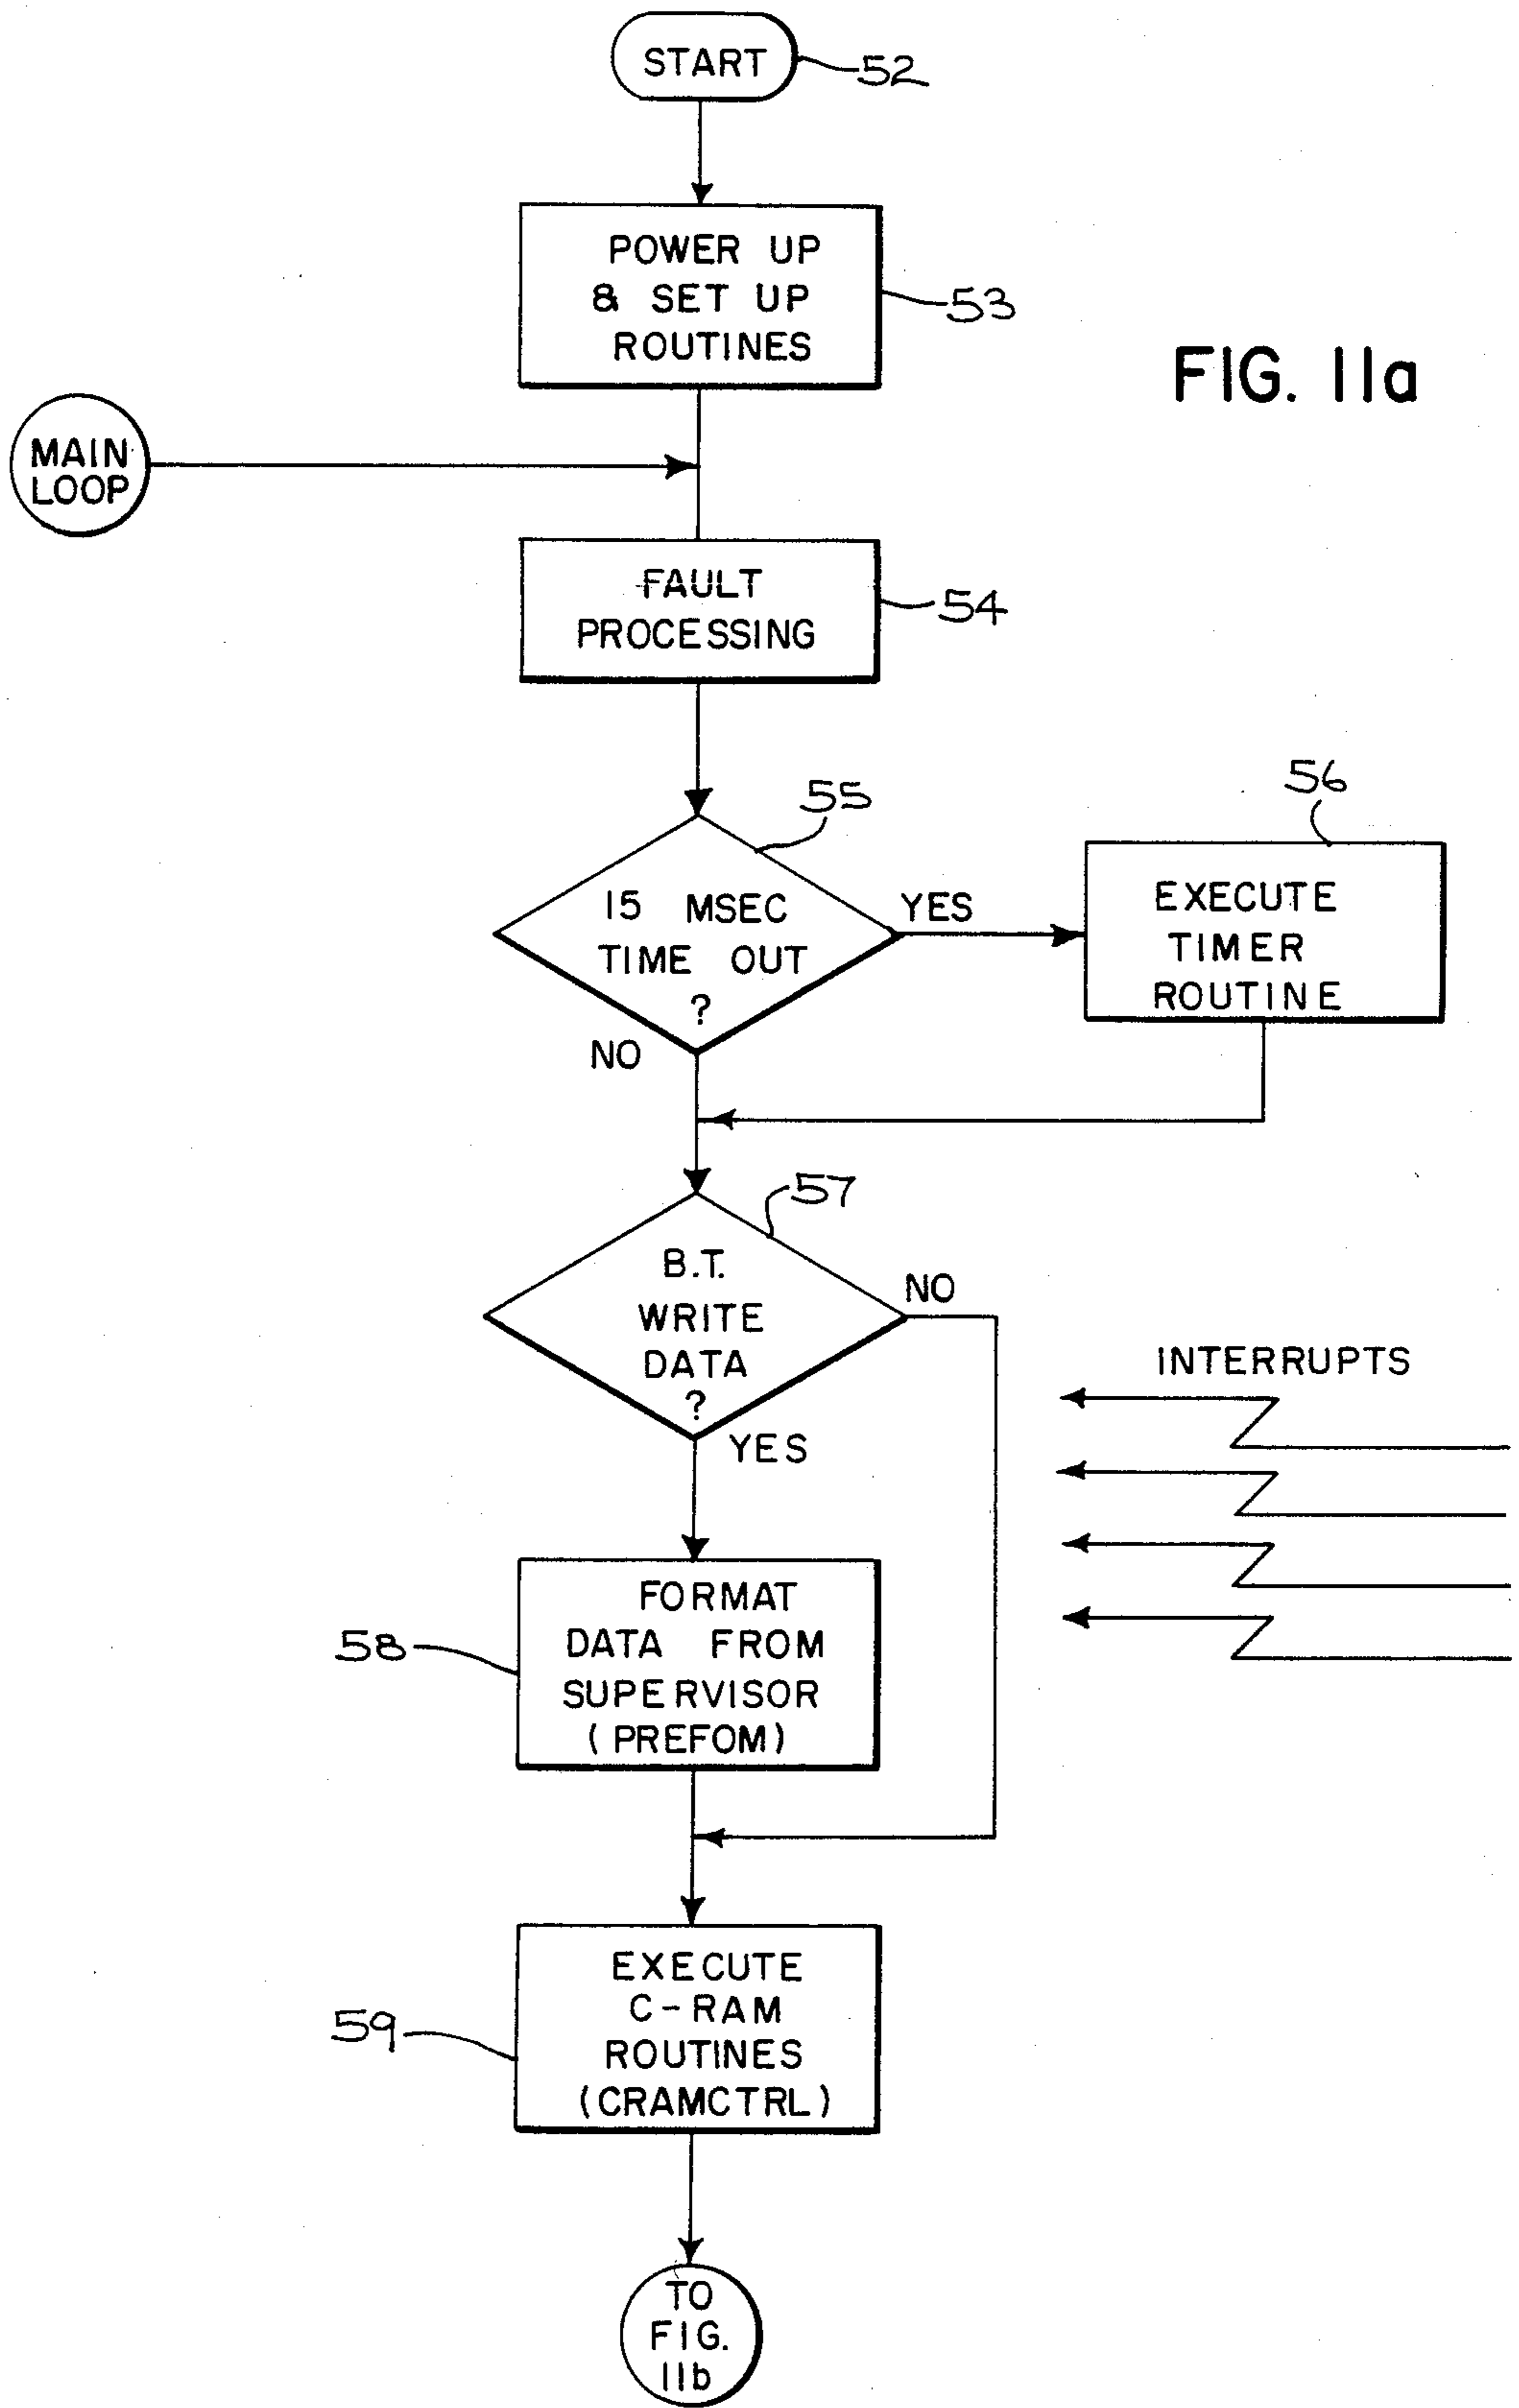 START
52
POWER UP
& SET UP
ROUTINES
53
FIG. 11a
MAIN
LOOP
FAULT
PROCESSING
54
55
56
15 MSEC
TIME OUT
?
YES
EXECUTE
TIMER
ROUTINE
NO
57
B.T.
WRITE
DATA
?
NO
YES
INTERRUPTS
58
FORMAT
DATA FROM
SUPERVISOR
(PREFOM)
59
EXECUTE
C-RAM
ROUTINES
(CRAMCTRL)
TO
FIG.
11b